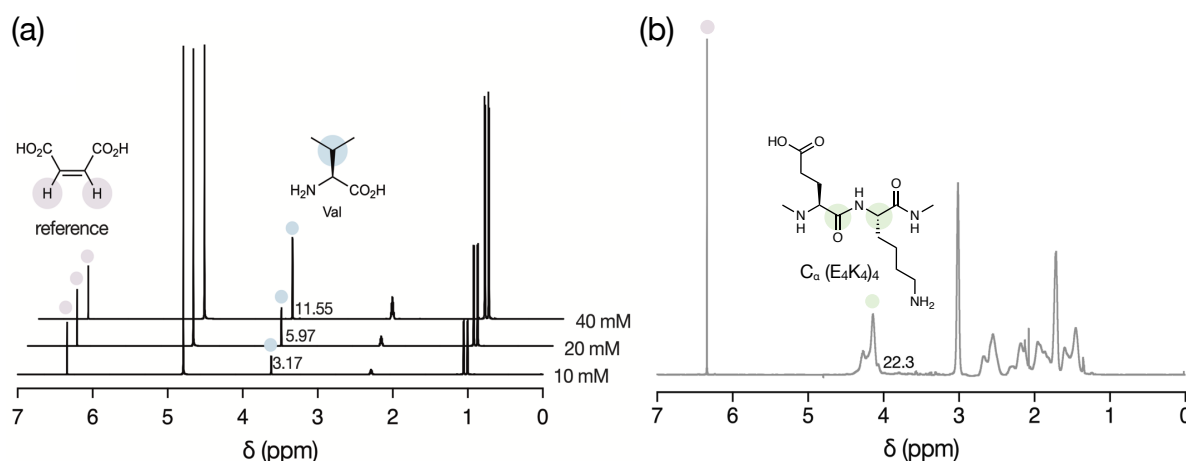 (a)
HO₂C
CO₂H
H
H
reference
H₂N
CO₂H
Val
11.55
40 mM
5.97
20 mM
3.17
10 mM
7 6 5 4 3 2 1 0
δ (ppm)
(b)
HO
O
H
N
O
N
H
O
N
H
NH₂
Cα (E₄K₄)₄
22.3
7 6 5 4 3 2 1 0
δ (ppm)